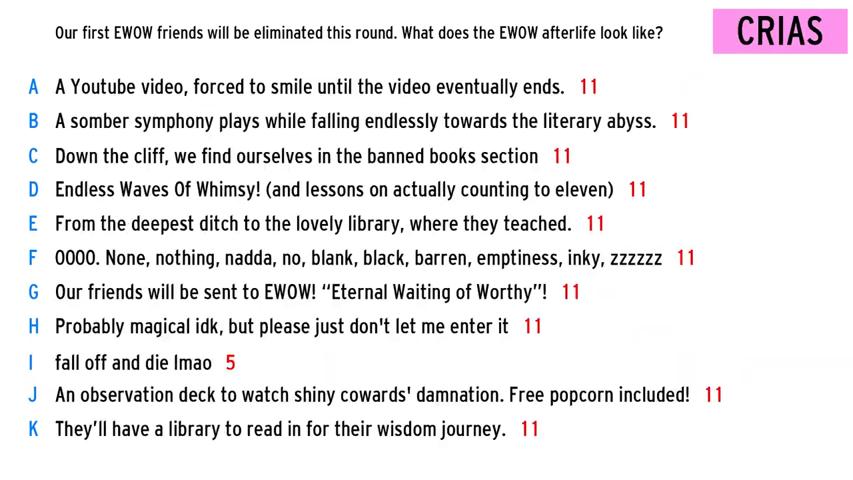 Our first EWOW friends will be eliminated this round. What does the EWOW afterlife look like?
CRIAS
A A Youtube video, forced to smile until the video eventually ends. 11
B A somber symphony plays while falling endlessly towards the literary abyss. 11
C Down the cliff, we find ourselves in the banned books section 11
D Endless Waves Of Whimsy! (and lessons on actually counting to eleven) 11
E From the deepest ditch to the lovely library, where they teached. 11
F OOOO. None, nothing, nadda, no, blank, black, barren, emptiness, inky, zzzzzz 11
G Our friends will be sent to EWOW! “Eternal Waiting of Worthy”! 11
H Probably magical idk, but please just don't let me enter it 11
I fall off and die lmao 5
J An observation deck to watch shiny cowards' damnation. Free popcorn included! 11
K They’ll have a library to read in for their wisdom journey. 11